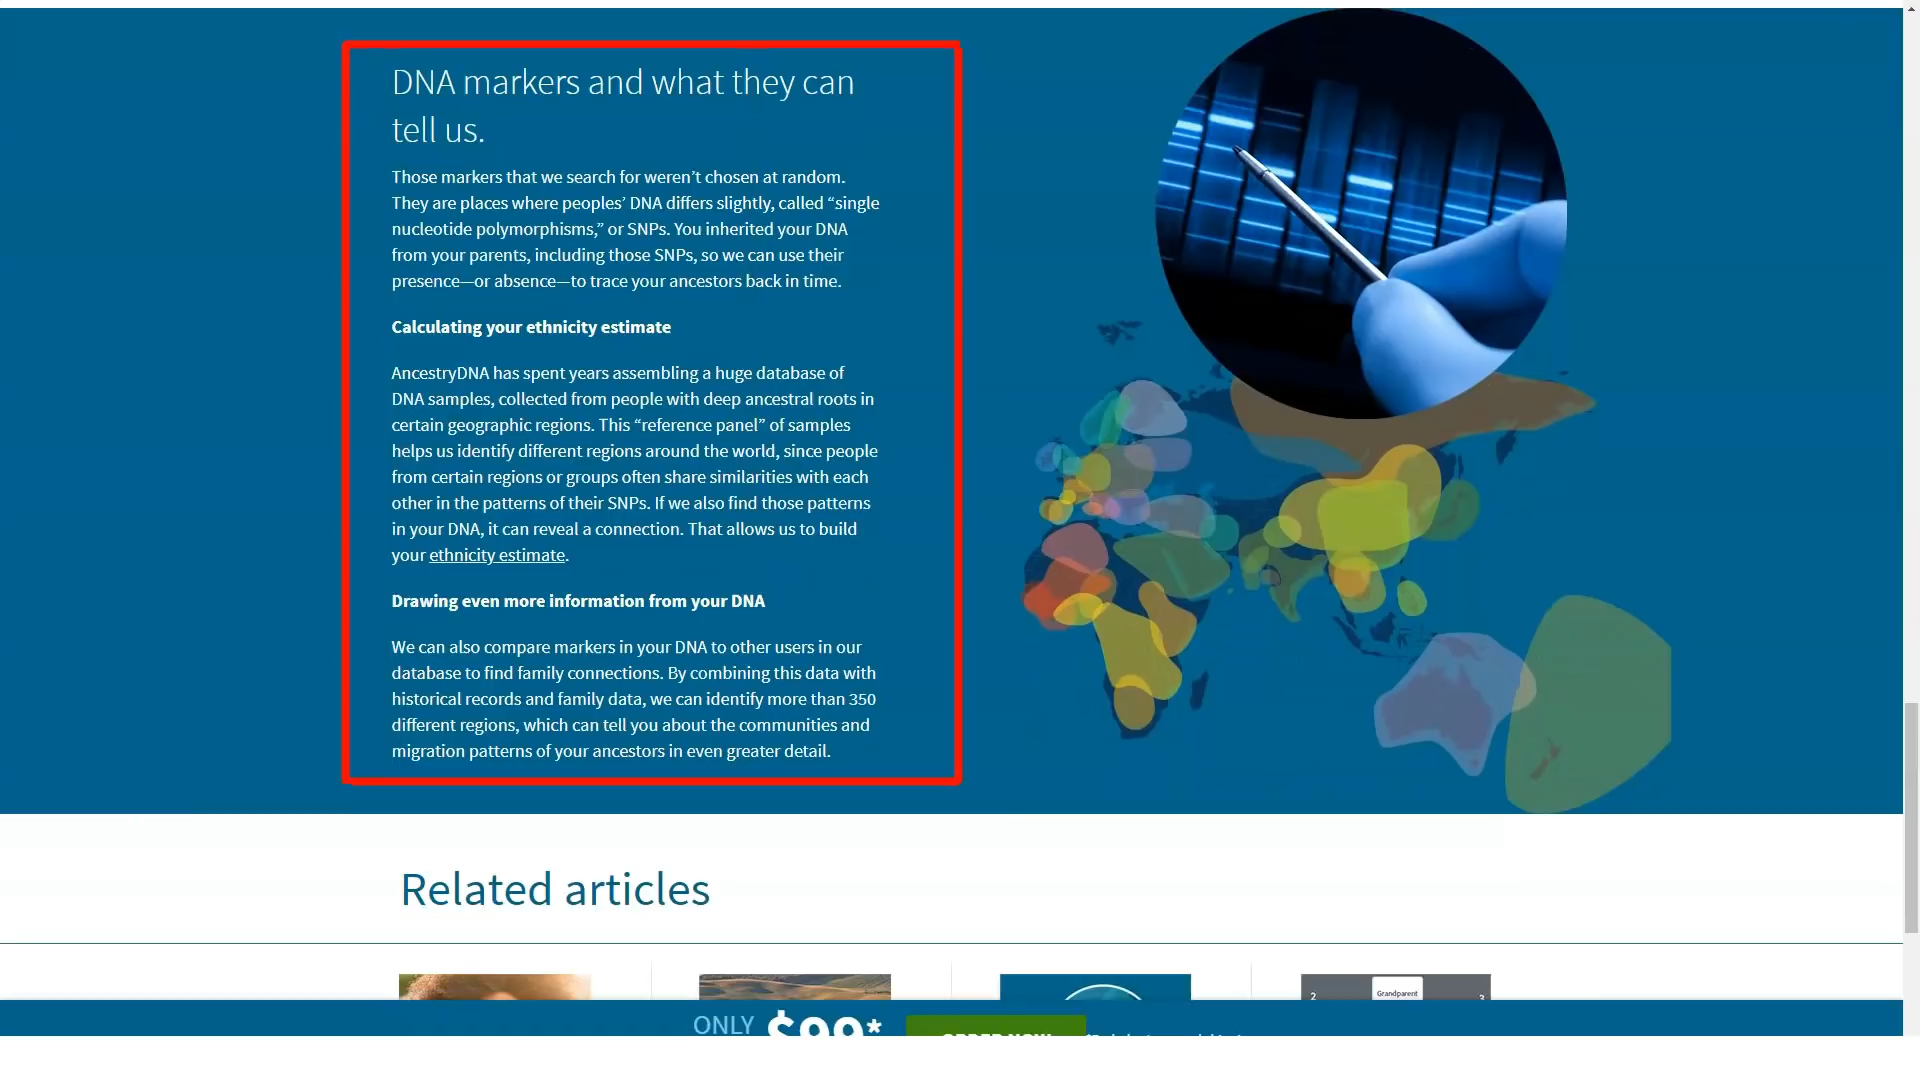 DNA markers and what they can
tell us.
Those markers that we search for weren’t chosen at random.
They are places where peoples’ DNA differs slightly, called “single
nucleotide polymorphisms,” or SNPs. You inherited your DNA
from your parents, including those SNPs, so we can use their
presence—or absence—to trace your ancestors back in time.
Calculating your ethnicity estimate
AncestryDNA has spent years assembling a huge database of
DNA samples, collected from people with deep ancestral roots in
certain geographic regions. This “reference panel” of samples
helps us identify different regions around the world, since people
from certain regions or groups often share similarities with each
other in the patterns of their SNPs. If we also find those patterns
in your DNA, it can reveal a connection. That allows us to build
your ethnicity estimate.
Drawing even more information from your DNA
We can also compare markers in your DNA to other users in our
database to find family connections. By combining this data with
historical records and family data, we can identify more than 350
different regions, which can tell you about the communities and
migration patterns of your ancestors in even greater detail.
Related articles
2 Grandparent 3
ONLY $99* ORDER NOW